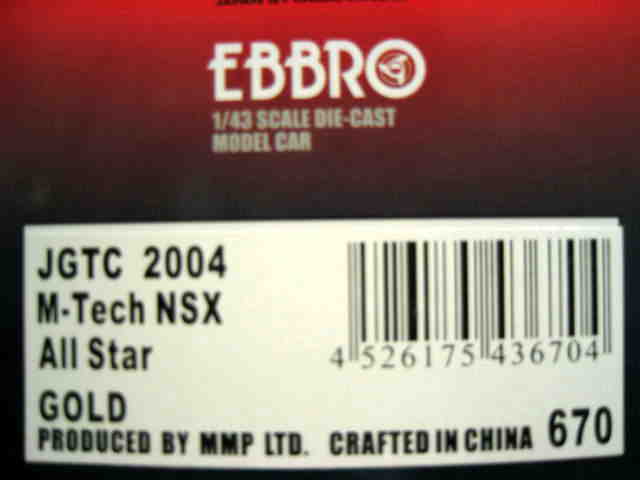 EBBRO
1/43 SCALE DIE-CAST
MODEL CAR
JGTC 2004
M-Tech NSX
All Star
GOLD
4 526175 436704
PRODUCED BY MMP LTD. CRAFTED IN CHINA 670